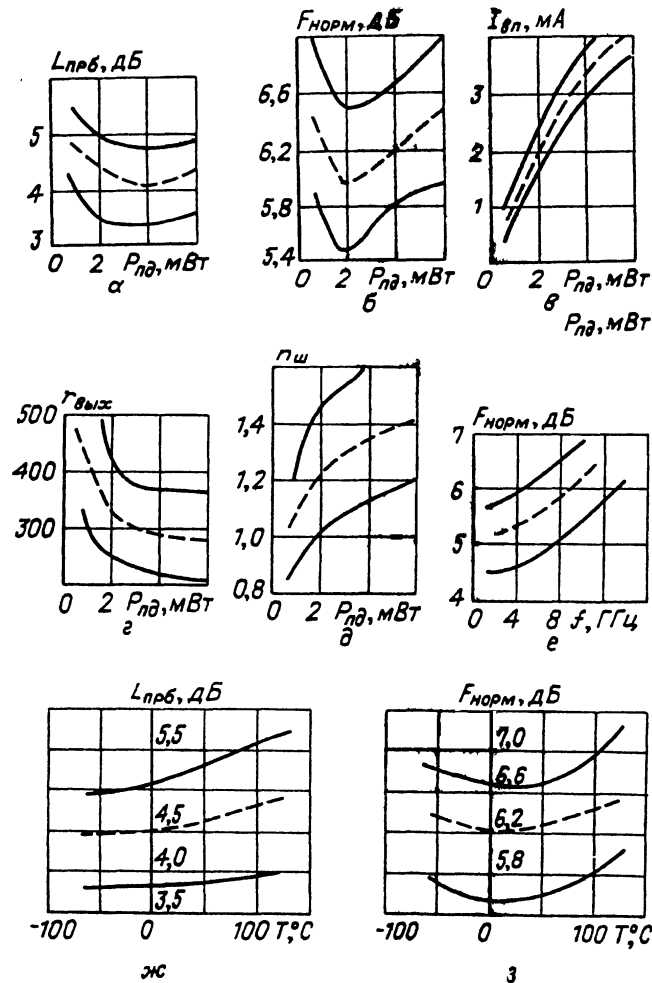 Lпрб, дБ
5
4
3
0 2 Pпд, мВт
а
Fнорм, дБ
6,6
6,2
5,8
5,4
0 2 Pпд, мВт
б
Iвп, мА
3
2
1
0 2 Pпд, мВт
в
Pпд, мВт
rвых
500
400
300
0 2 Pпд, мВт
г
nш
1,4
1,2
1,0
0,8
0 2 Pпд, мВт
д
Fнорм, дБ
7
6
5
4
0 4 8 f, ГГц
е
Lпрб, дБ
5,5
4,5
4,0
3,5
-100 0 100 T,°C
ж
Fнорм, дБ
7,0
6,6
6,2
5,8
-100 0 100 T,°C
з